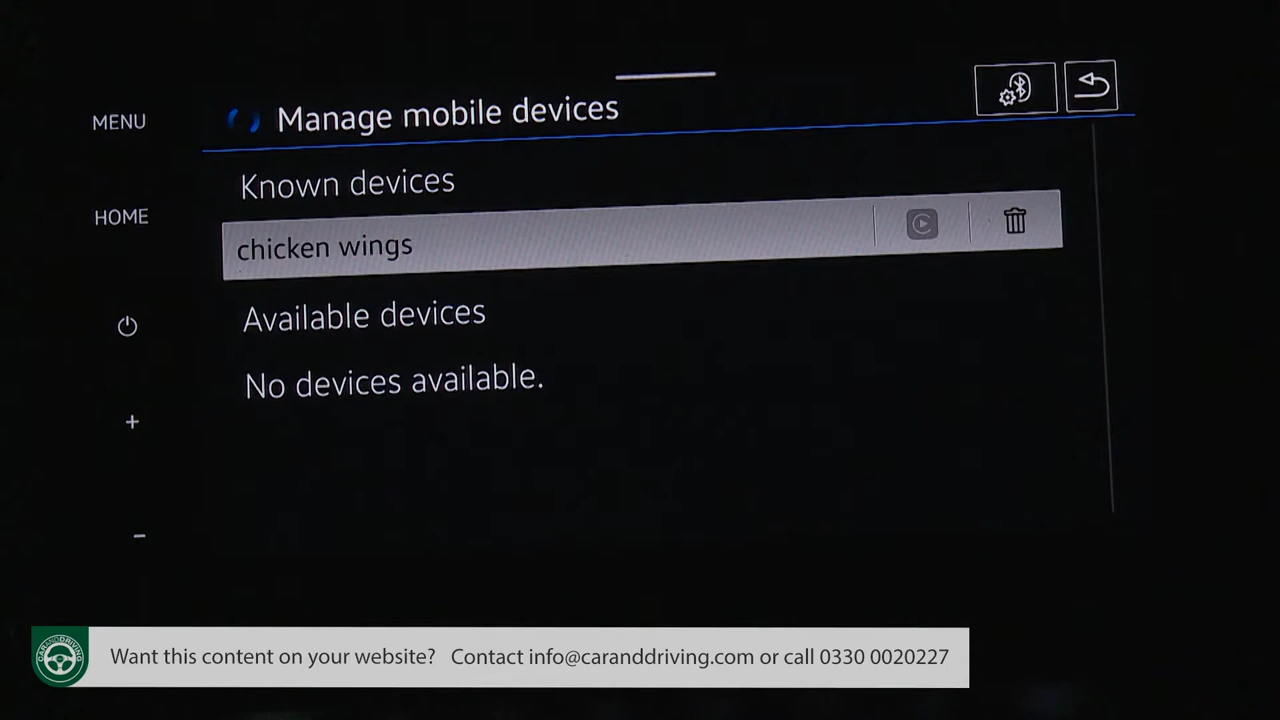 MENU
Manage mobile devices
Known devices
HOME
chicken wings
Available devices
No devices available.
+
-
CARANDDRIVING
Want this content on your website? Contact info@caranddriving.com or call 0330 0020227